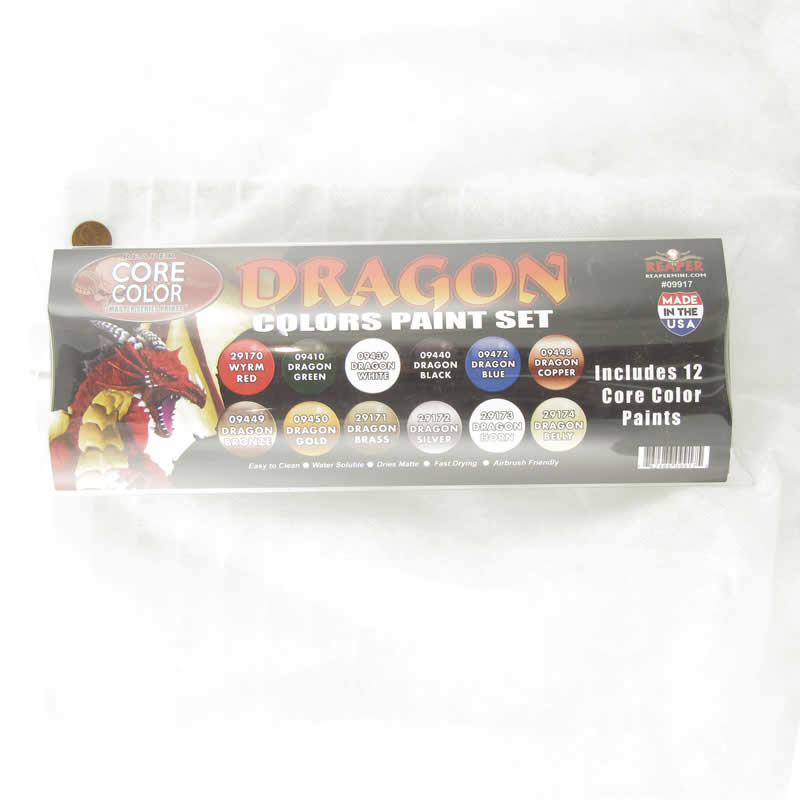 REAPER
CORE
COLOR
MASTER SERIES PAINTS
DRAGON
COLORS PAINT SET
REAPER
REAPERMINI.COM
#09917
MADE
IN THE
USA
29170
WYRM
RED
09410
DRAGON
GREEN
09439
DRAGON
WHITE
09440
DRAGON
BLACK
09472
DRAGON
BLUE
09448
DRAGON
COPPER
09449
DRAGON
BRONZE
09450
DRAGON
GOLD
29171
DRAGON
BRASS
29172
DRAGON
SILVER
29173
DRAGON
HORN
29174
DRAGON
BELLY
Includes 12
Core Color
Paints
Easy to Clean ● Water Soluble ● Dries Matte ● Fast Drying ● Airbrush Friendly